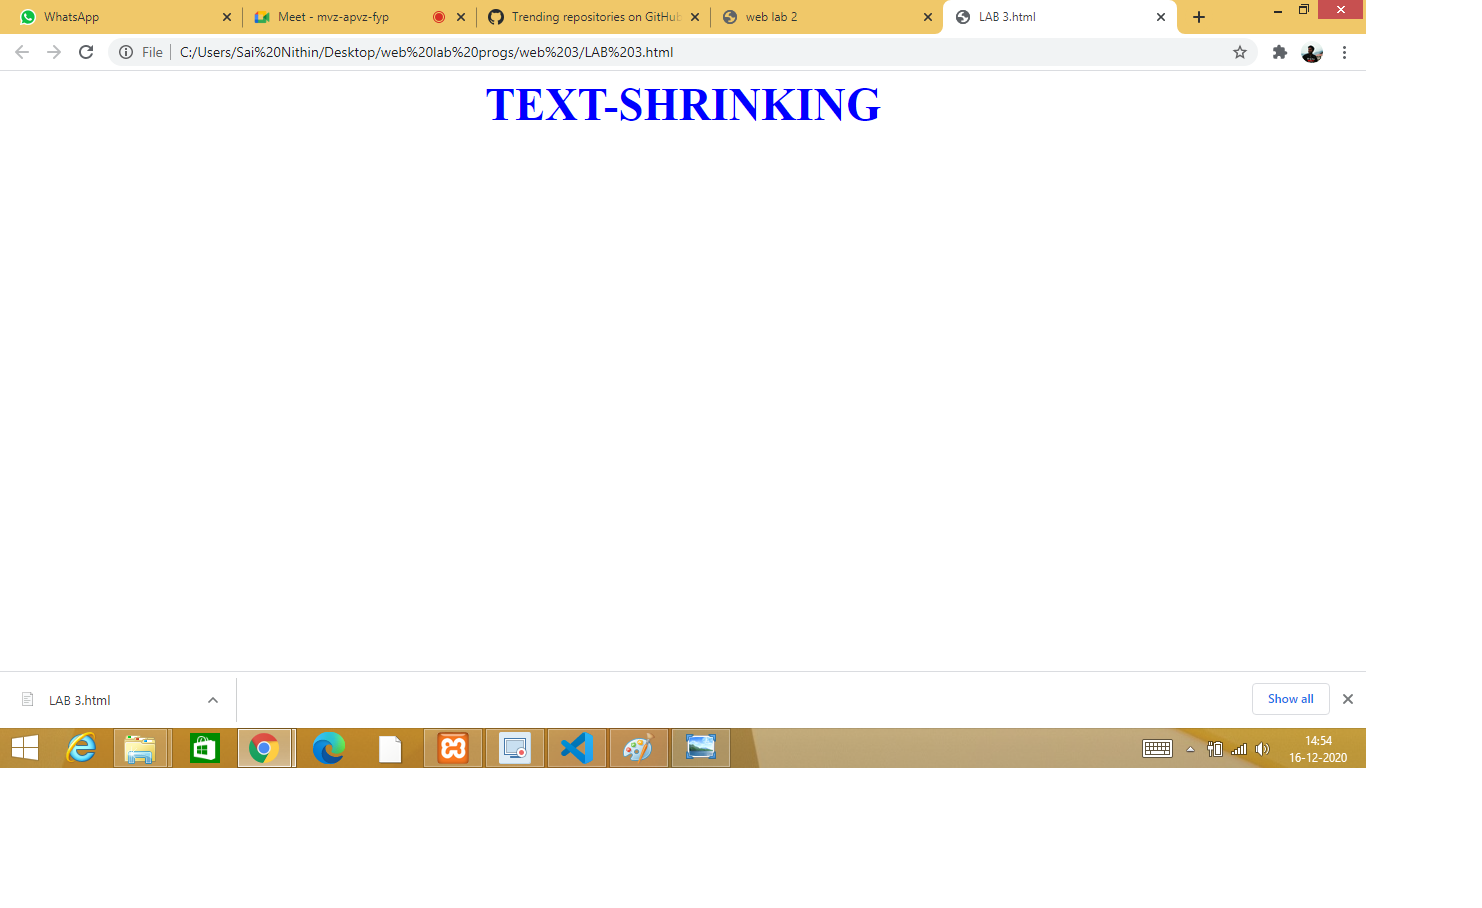 WhatsApp
Meet - mvz-apvz-fyp
Trending repositories on GitHub
web lab 2
LAB 3.html
File
C:/Users/Sai%20Nithin/Desktop/web%20lab%20progs/web%203/LAB%203.html
TEXT-SHRINKING
LAB 3.html
Show all
14:54
16-12-2020